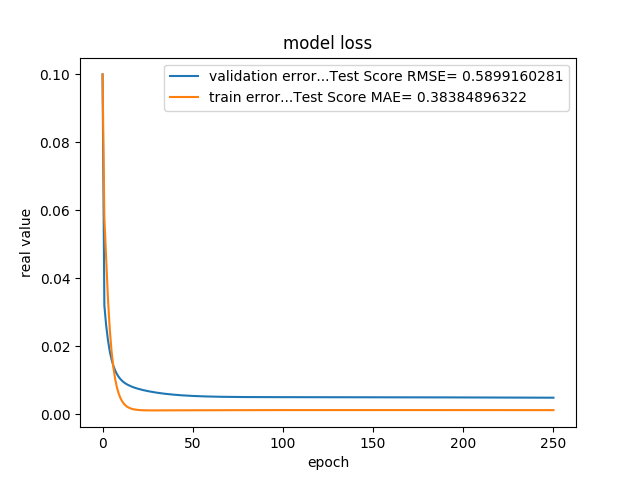 model loss
validation error...Test Score RMSE= 0.5899160281
train error...Test Score MAE= 0.38384896322
real value
0.10
0.08
0.06
0.04
0.02
0.00
0 50 100 150 200 250
epoch